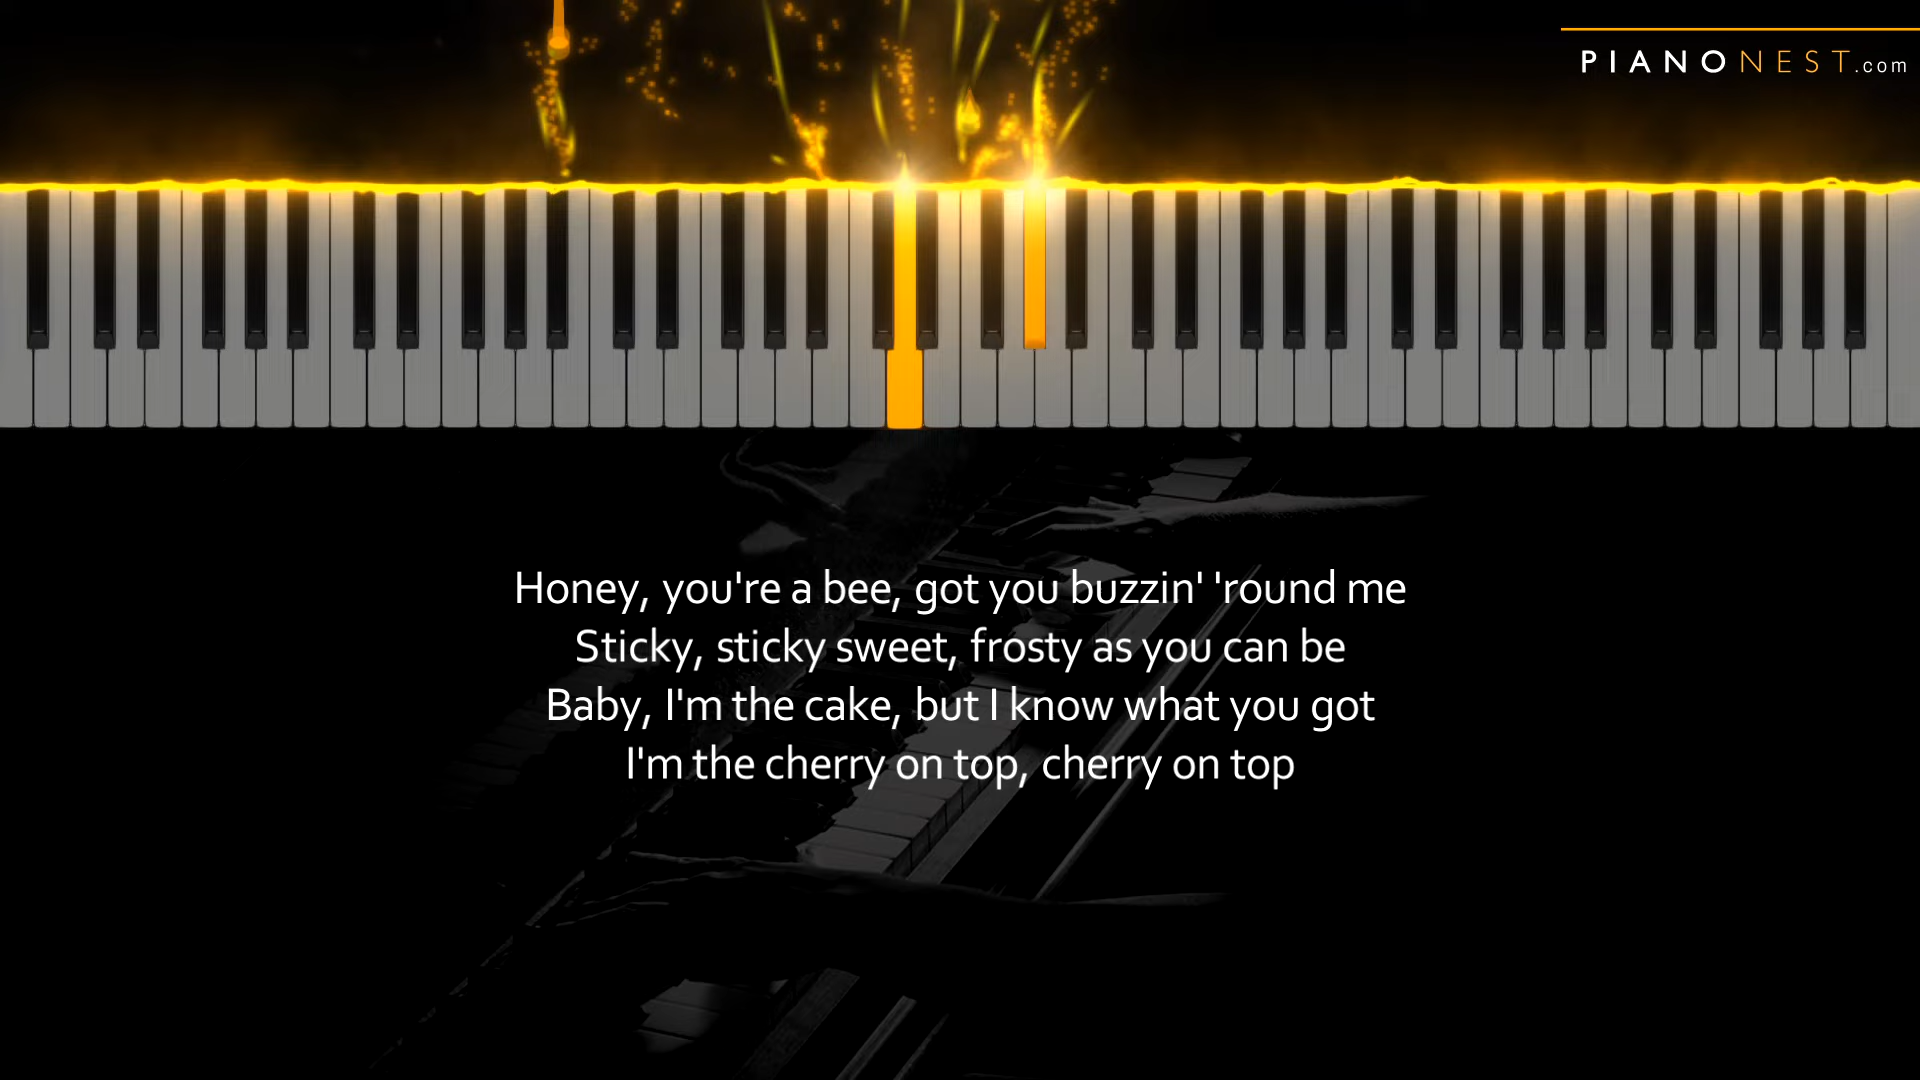 PIANONEST.com
Honey, you're a bee, got you buzzin' 'round me
Sticky, sticky sweet, frosty as you can be
Baby, I'm the cake, but I know what you got
I'm the cherry on top, cherry on top